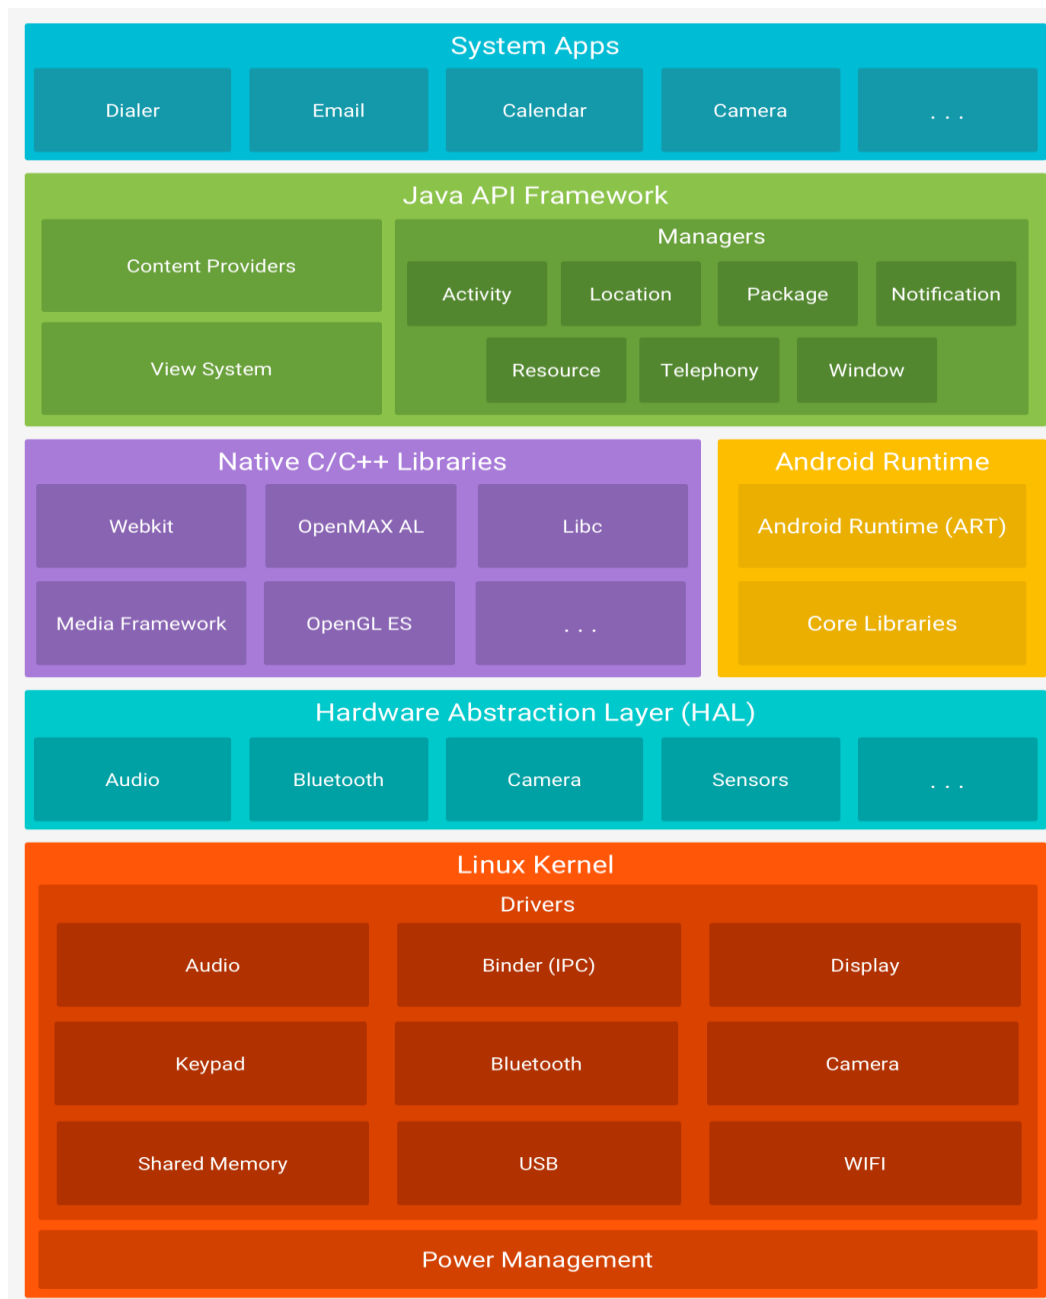 System Apps
Dialer
Email
Calendar
Camera
. . .
Java API Framework
Content Providers
View System
Managers
Activity
Location
Package
Notification
Resource
Telephony
Window
Native C/C++ Libraries
Webkit
OpenMAX AL
Libc
Media Framework
OpenGL ES
. . .
Android Runtime
Android Runtime (ART)
Core Libraries
Hardware Abstraction Layer (HAL)
Audio
Bluetooth
Camera
Sensors
. . .
Linux Kernel
Drivers
Audio
Binder (IPC)
Display
Keypad
Bluetooth
Camera
Shared Memory
USB
WIFI
Power Management